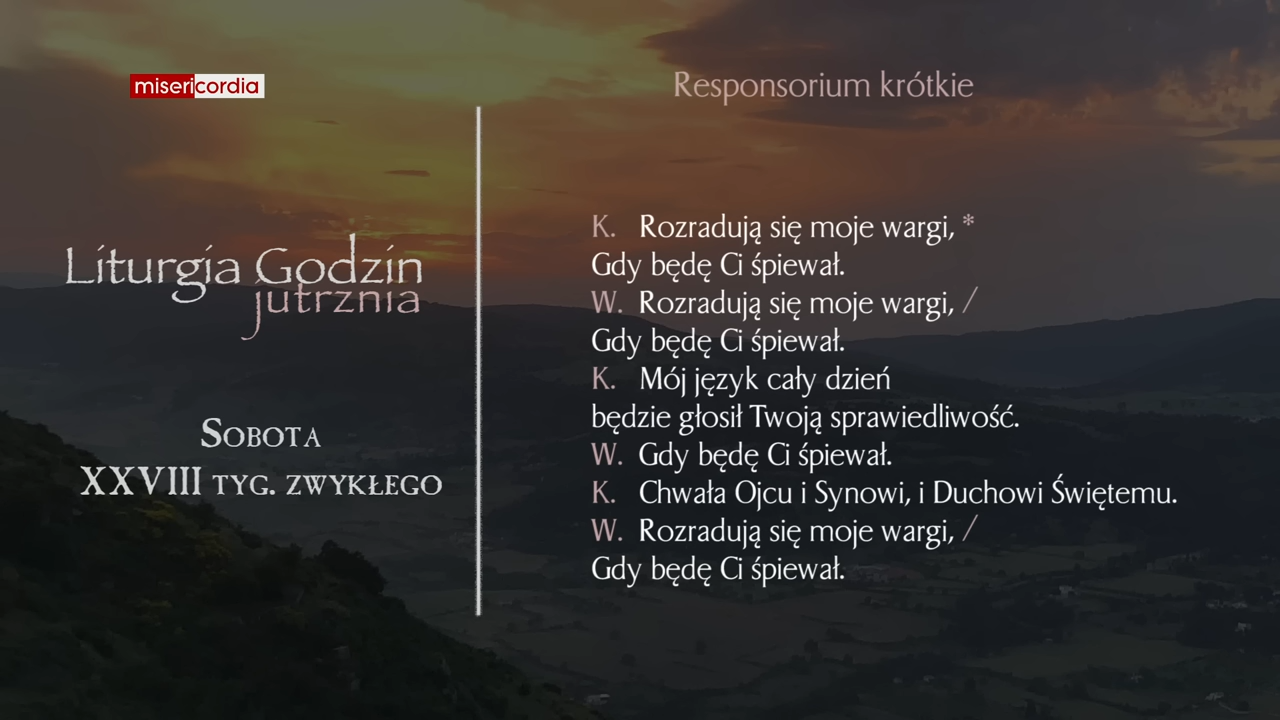 misericordia
Liturgia Godzin
jutrznia
Sobota
XXVIII tyg. zwykłego
Responsorium krótkie
K. Rozradują się moje wargi, *
Gdy będę Ci śpiewał.
W. Rozradują się moje wargi, /
Gdy będę Ci śpiewał.
K. Mój język cały dzień
będzie głosił Twoją sprawiedliwość.
W. Gdy będę Ci śpiewał.
K. Chwała Ojcu i Synowi, i Duchowi Świętemu.
W. Rozradują się moje wargi, /
Gdy będę Ci śpiewał.